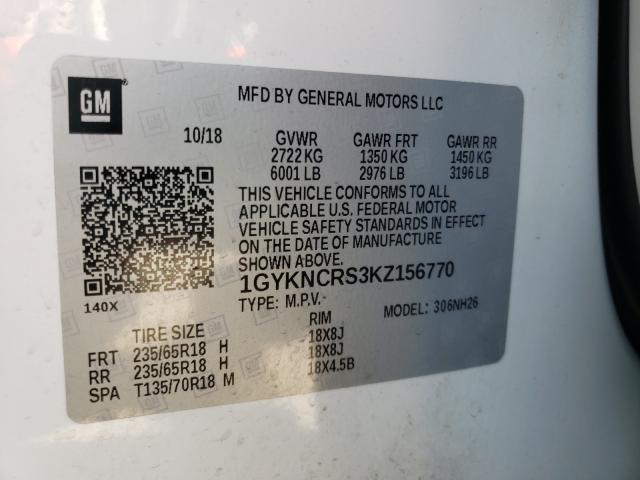 GM
MFD BY GENERAL MOTORS LLC
10/18 GVWR GAWR FRT GAWR RR
2722 KG 1350 KG 1450 KG
6001 LB 2976 LB 3196 LB
THIS VEHICLE CONFORMS TO ALL
APPLICABLE U.S. FEDERAL MOTOR
VEHICLE SAFETY STANDARDS IN EFFECT
ON THE DATE OF MANUFACTURE
SHOWN ABOVE.
140X
1GYKNCRS3KZ156770
TYPE: M.P.V. MODEL: 306NH26
TIRE SIZE RIM
FRT 235/65R18 H 18X8J
RR 235/65R18 H 18X8J
SPA T135/70R18 M 18X4.5B